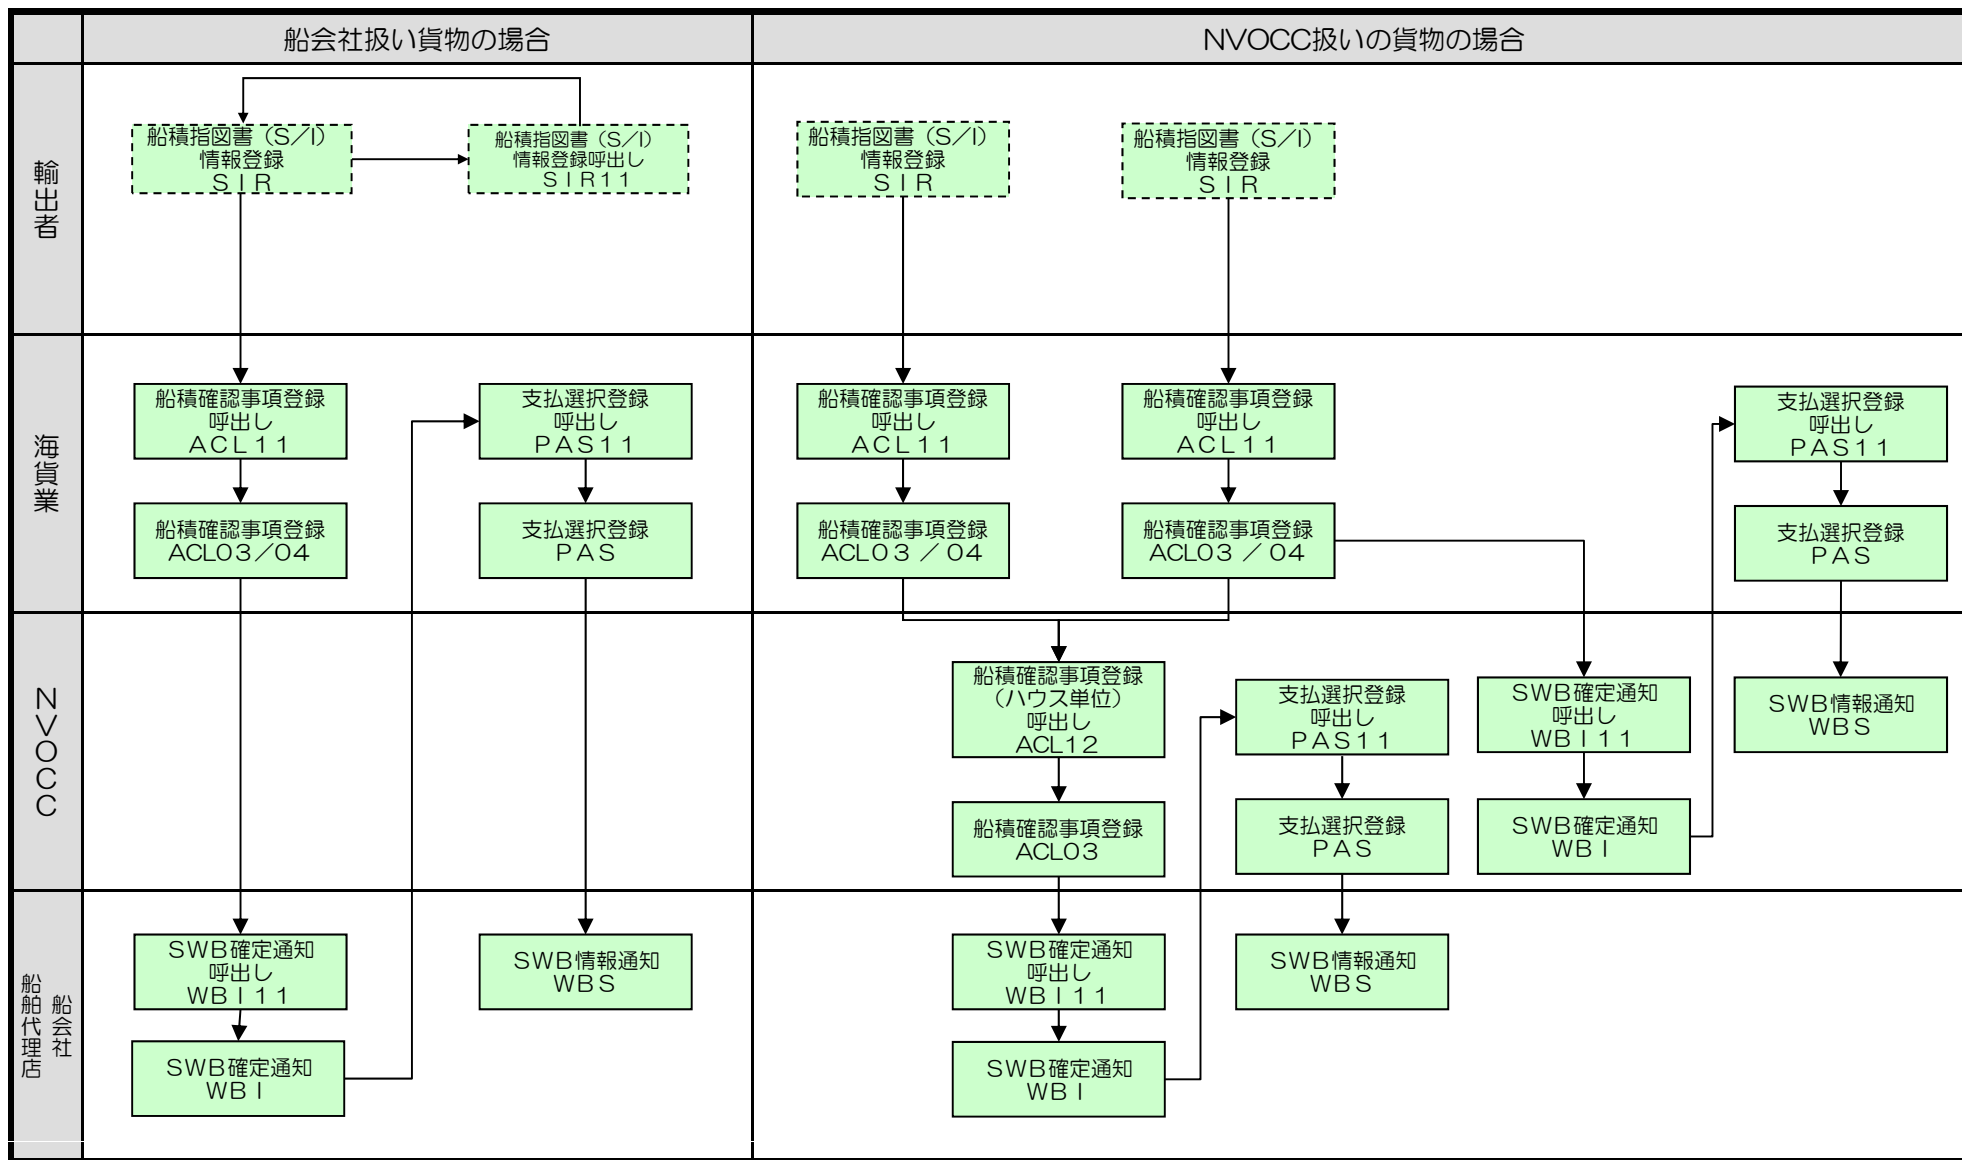 船会社扱い貨物の場合
NVOCC扱いの貨物の場合
輸出者
船積指図書（S／I）
情報登録
ＳＩＲ
船積指図書（S／I）
情報登録呼出し
ＳＩＲ１１
船積指図書（S／I）
情報登録
ＳＩＲ
船積指図書（S／I）
情報登録
ＳＩＲ
海貨業
船積確認事項登録
呼出し
ＡＣＬ１１
支払選択登録
呼出し
ＰＡＳ１１
船積確認事項登録
呼出し
ＡＣＬ１１
船積確認事項登録
呼出し
ＡＣＬ１１
支払選択登録
呼出し
ＰＡＳ１１
船積確認事項登録
ACL０３／０４
支払選択登録
ＰＡＳ
船積確認事項登録
ACL０３／０４
船積確認事項登録
ACL０３／０４
支払選択登録
ＰＡＳ
NVOCC
船積確認事項登録
（ハウス単位）
呼出し
ACL１２
支払選択登録
呼出し
ＰＡＳ１１
SWB確定通知
呼出し
ＷＢＩ１１
SWB情報通知
ＷＢＳ
船積確認事項登録
ACL０３
支払選択登録
ＰＡＳ
SWB確定通知
ＷＢＩ
船会社
船舶代理店
SWB確定通知
呼出し
ＷＢＩ１１
SWB情報通知
ＷＢＳ
SWB確定通知
呼出し
ＷＢＩ１１
SWB情報通知
ＷＢＳ
SWB確定通知
ＷＢＩ
SWB確定通知
ＷＢＩ